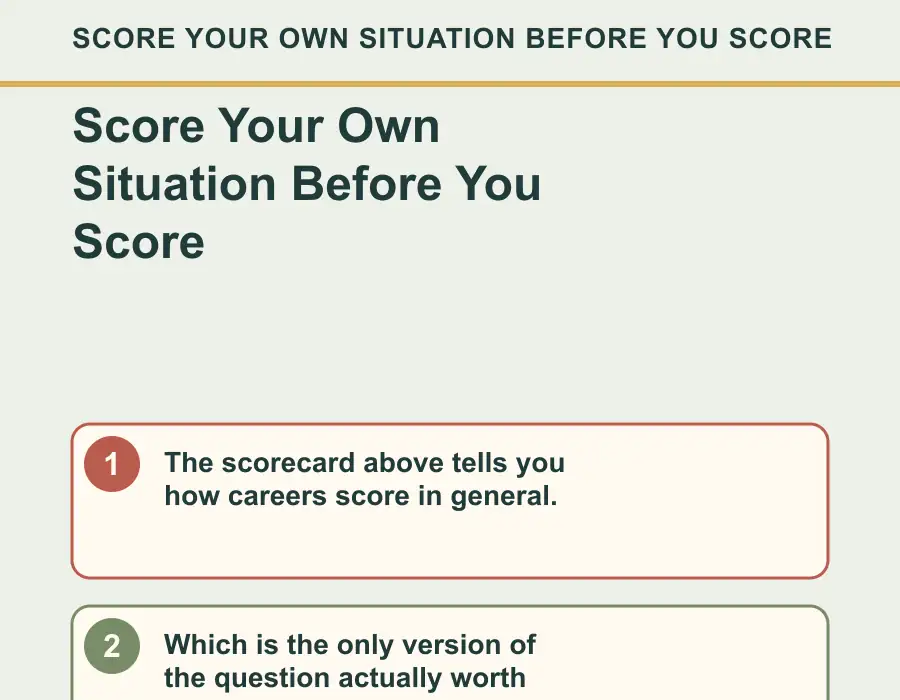 SCORE YOUR OWN SITUATION BEFORE YOU SCORE
Score Your Own
Situation Before You
Score
1
The scorecard above tells you
how careers score in general.
2
Which is the only version of
the question actually worth